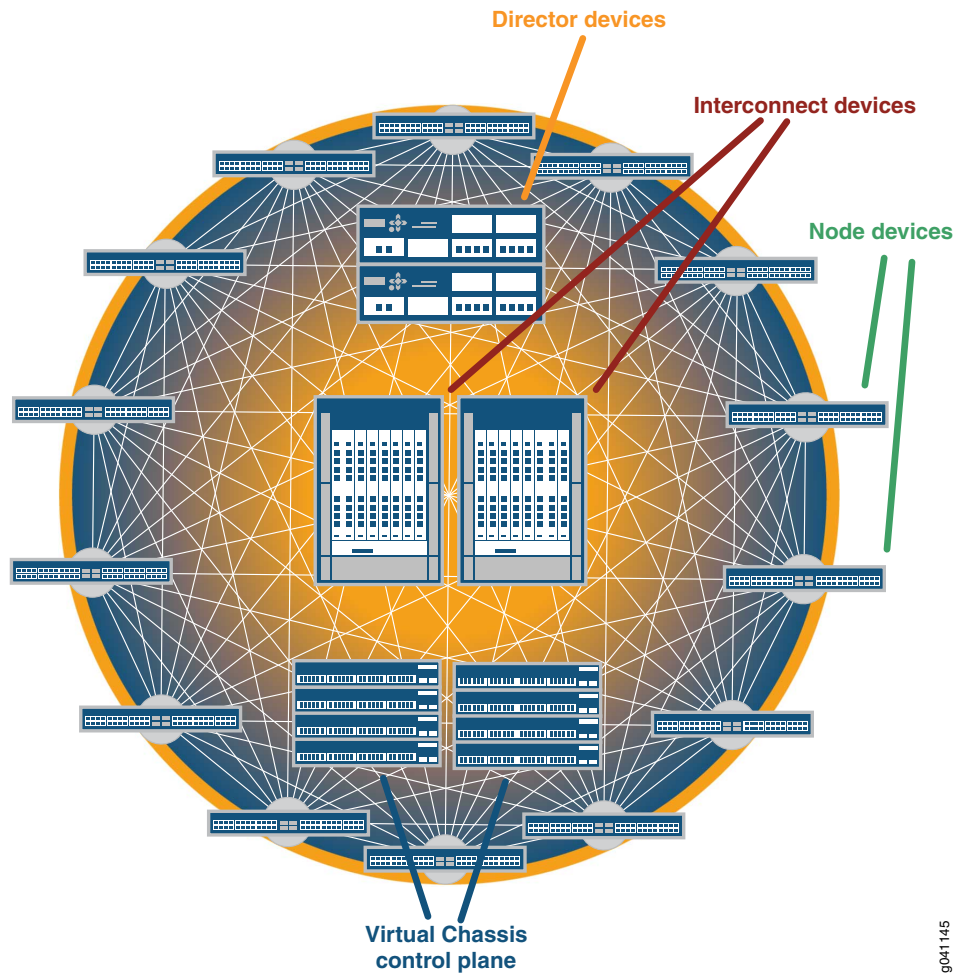 Director devices
Interconnect devices
Node devices
Virtual Chassis
control plane
g041145